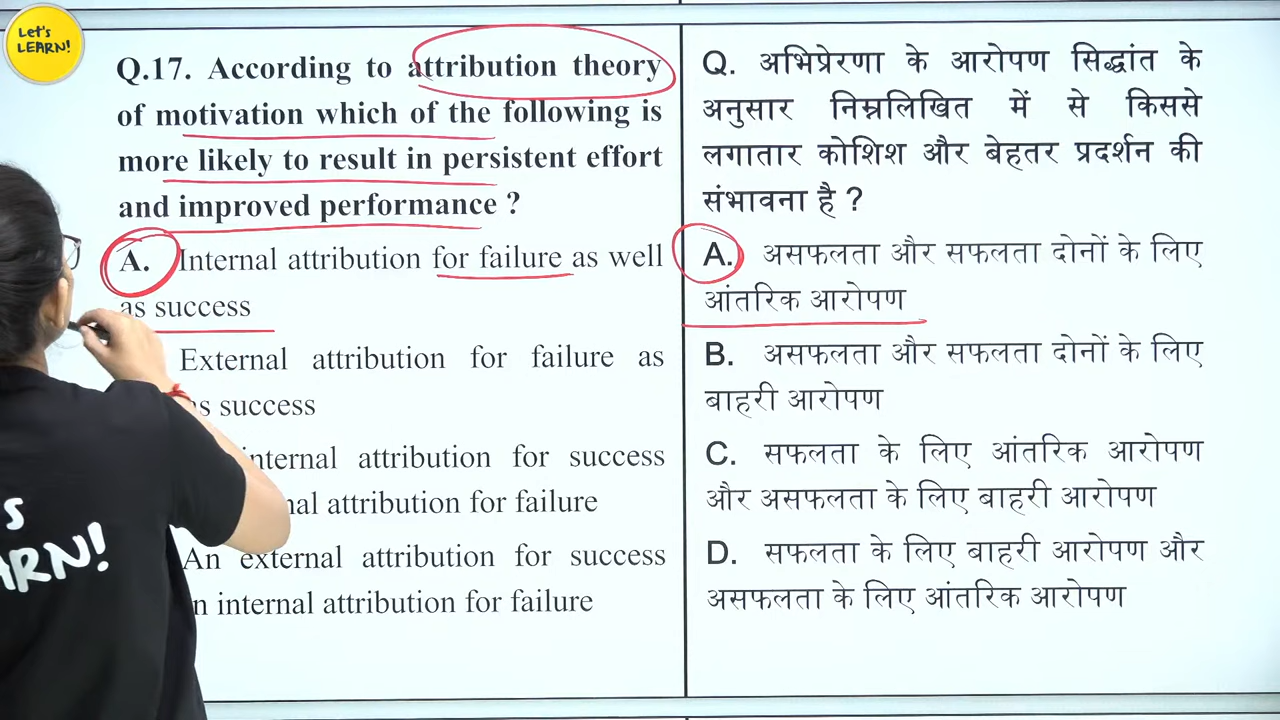 Let's
LEARN!
Q.17. According to attribution theory
of motivation which of the following is
more likely to result in persistent effort
and improved performance ?
A. Internal attribution for failure as well
as success
External attribution for failure as
success
internal attribution for success
attribution for failure
An external attribution for success
internal attribution for failure
Q. अभिप्रेरणा के आरोपण सिद्धांत के
अनुसार निम्नलिखित में से किससे
लगातार कोशिश और बेहतर प्रदर्शन की
संभावना है ?
A. असफलता और सफलता दोनों के लिए
आंतरिक आरोपण
B. असफलता और सफलता दोनों के लिए
बाहरी आरोपण
C. सफलता के लिए आंतरिक आरोपण
और असफलता के लिए बाहरी आरोपण
D. सफलता के लिए बाहरी आरोपण और
असफलता के लिए आंतरिक आरोपण